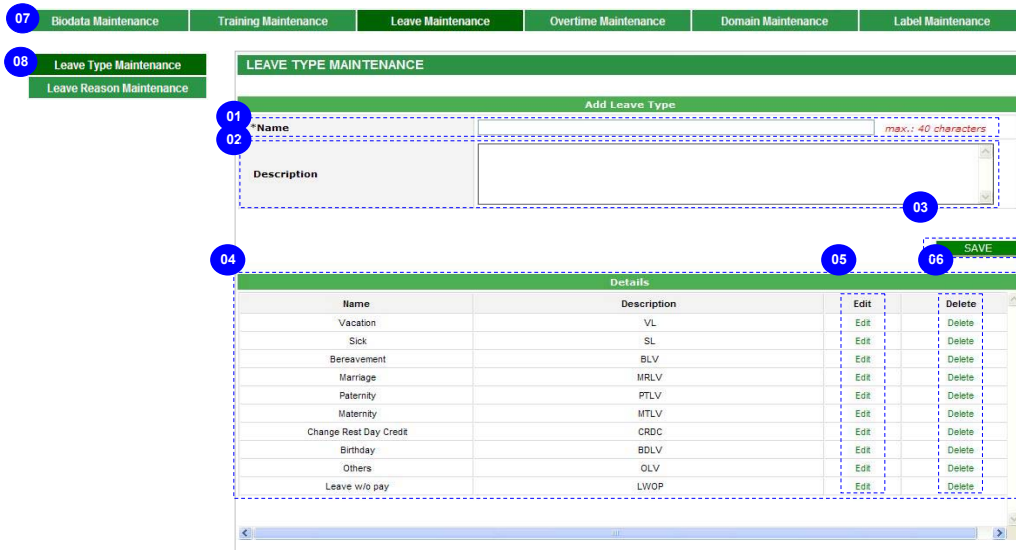 07 Biodata Maintenance Training Maintenance Leave Maintenance Overtime Maintenance Domain Maintenance Label Maintenance
08 Leave Type Maintenance
Leave Reason Maintenance
LEAVE TYPE MAINTENANCE
Add Leave Type
01 *Name max.: 40 characters
02
Description
03
SAVE
04 05 06
Details
Name Description Edit Delete
Vacation VL Edit Delete
Sick SL Edit Delete
Bereavement BLV Edit Delete
Marriage MRLV Edit Delete
Paternity PTLV Edit Delete
Maternity MTLV Edit Delete
Change Rest Day Credit CRDC Edit Delete
Birthday BDLV Edit Delete
Others OLV Edit Delete
Leave w/o pay LWOP Edit Delete